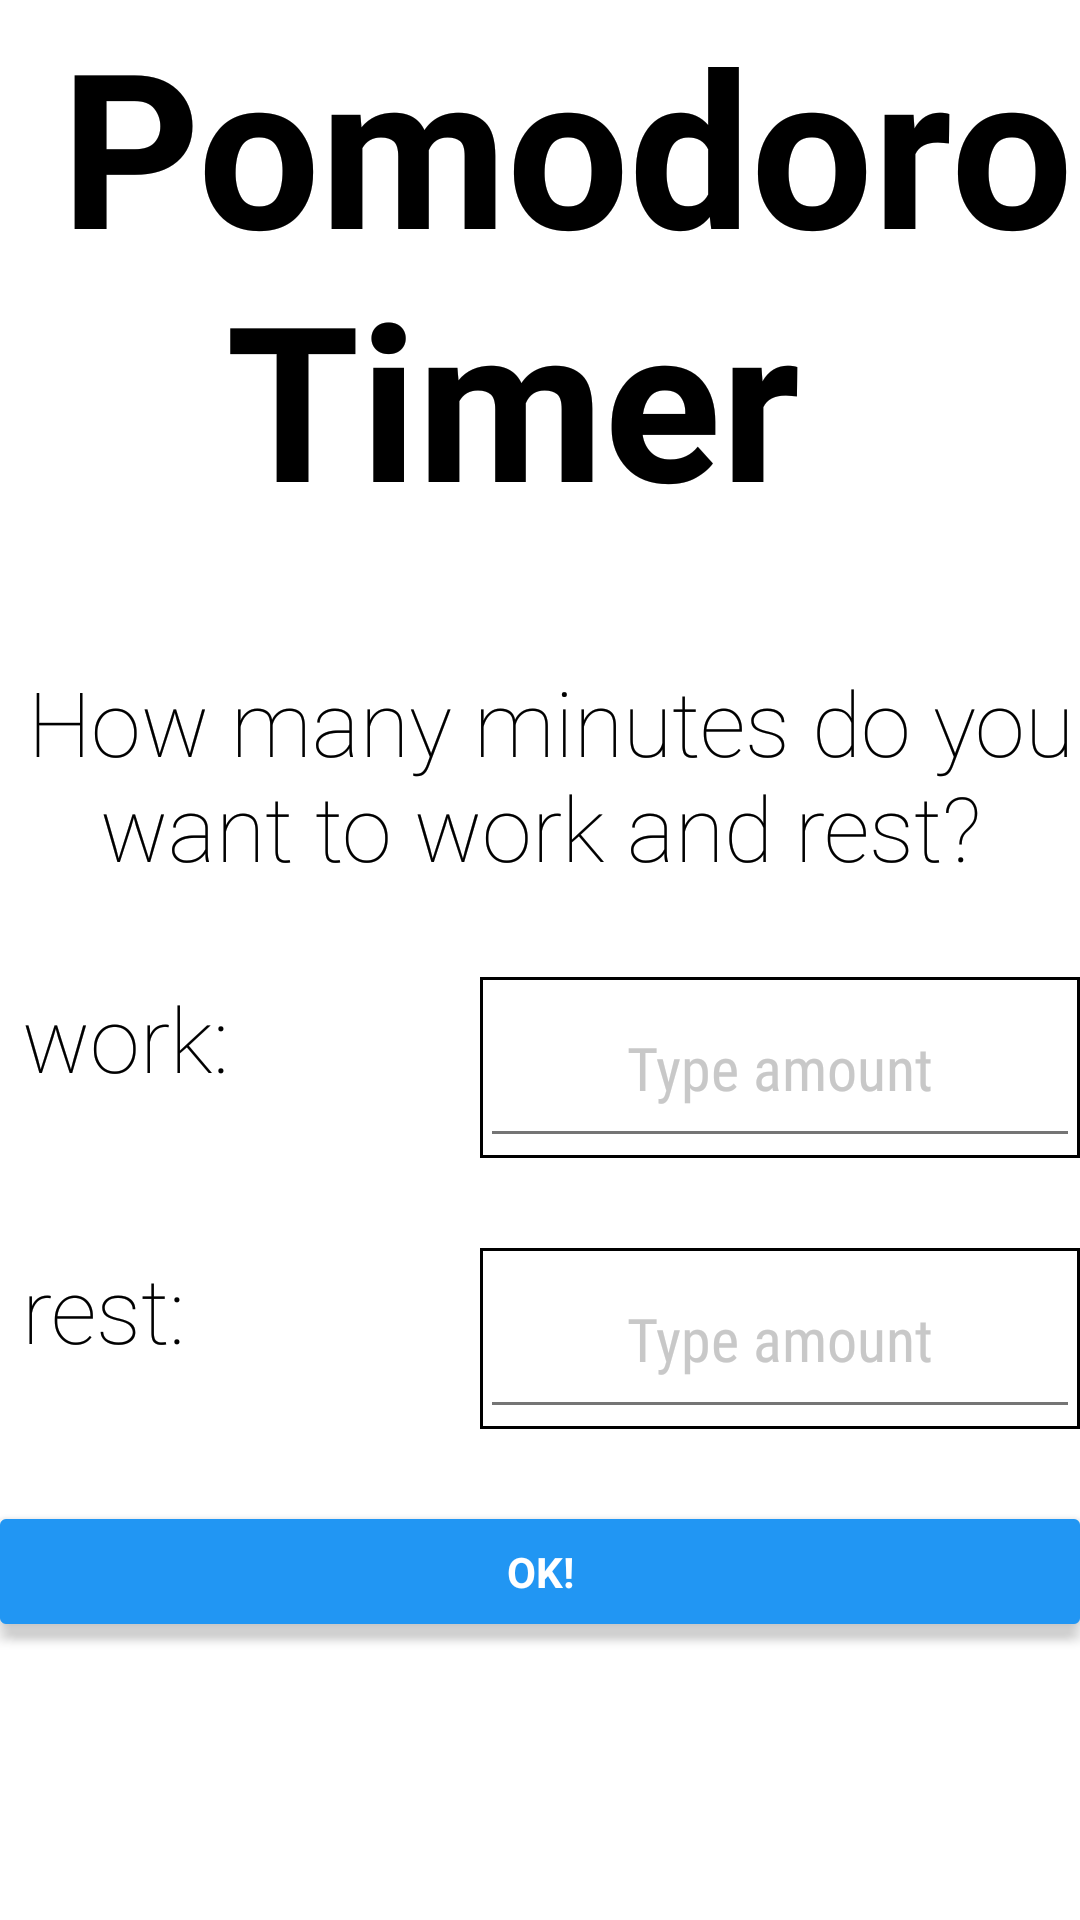 Pomodoro
Timer
How many minutes do you
want to work and rest?
work:
Type amount
rest:
Type amount
OK!